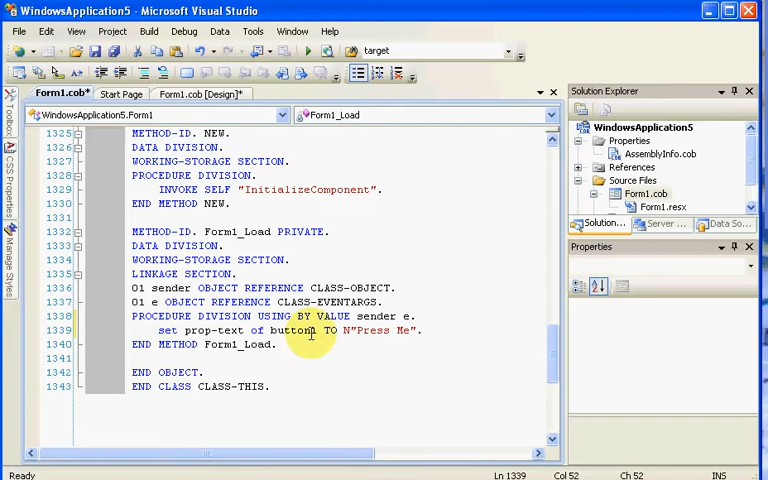 WindowsApplication5 - Microsoft Visual Studio
File Edit View Project Build Debug Data Tools Window Help
target
Form1.cob* Start Page Form1.cob [Design]*
WindowsApplication5.Form1 Form1_Load
Toolbox
CSS Properties
Manage Styles
1325 METHOD-ID. NEW.
1326 DATA DIVISION.
1327 WORKING-STORAGE SECTION.
1328 PROCEDURE DIVISION.
1329 INVOKE SELF "InitializeComponent".
1330 END METHOD NEW.
1331
1332 METHOD-ID. Form1_Load PRIVATE.
1333 DATA DIVISION.
1334 WORKING-STORAGE SECTION.
1335 LINKAGE SECTION.
1336 01 sender OBJECT REFERENCE CLASS-OBJECT.
1337 01 e OBJECT REFERENCE CLASS-EVENTARGS.
1338 PROCEDURE DIVISION USING BY VALUE sender e.
1339 set prop-text of button1 TO N"Press Me".
1340 END METHOD Form1_Load.
1341
1342 END OBJECT.
1343 END CLASS CLASS-THIS.
Solution Explorer
WindowsApplication5
Properties
AssemblyInfo.cob
References
Source Files
Form1.cob
Form1.resx
Solution... Server ... Data So...
Properties
Ready Ln 1339 Col 52 Ch 52 INS